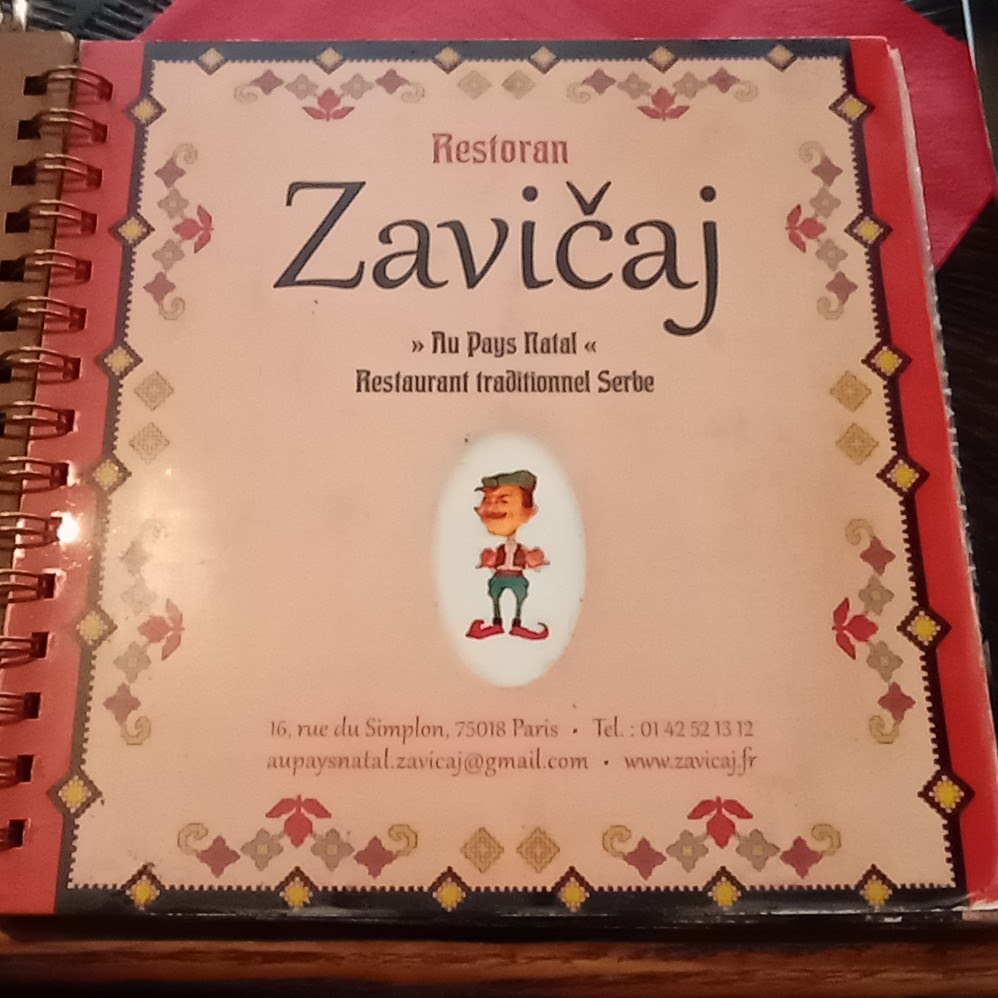 Restoran
Zavičaj
» Au Pays Natal «
Restaurant traditionnel Serbe
16, rue du Simplon, 75018 Paris • Tel. : 01 42 52 13 12
aupaysnatal.zavicaj@gmail.com • www.zavicaj.fr